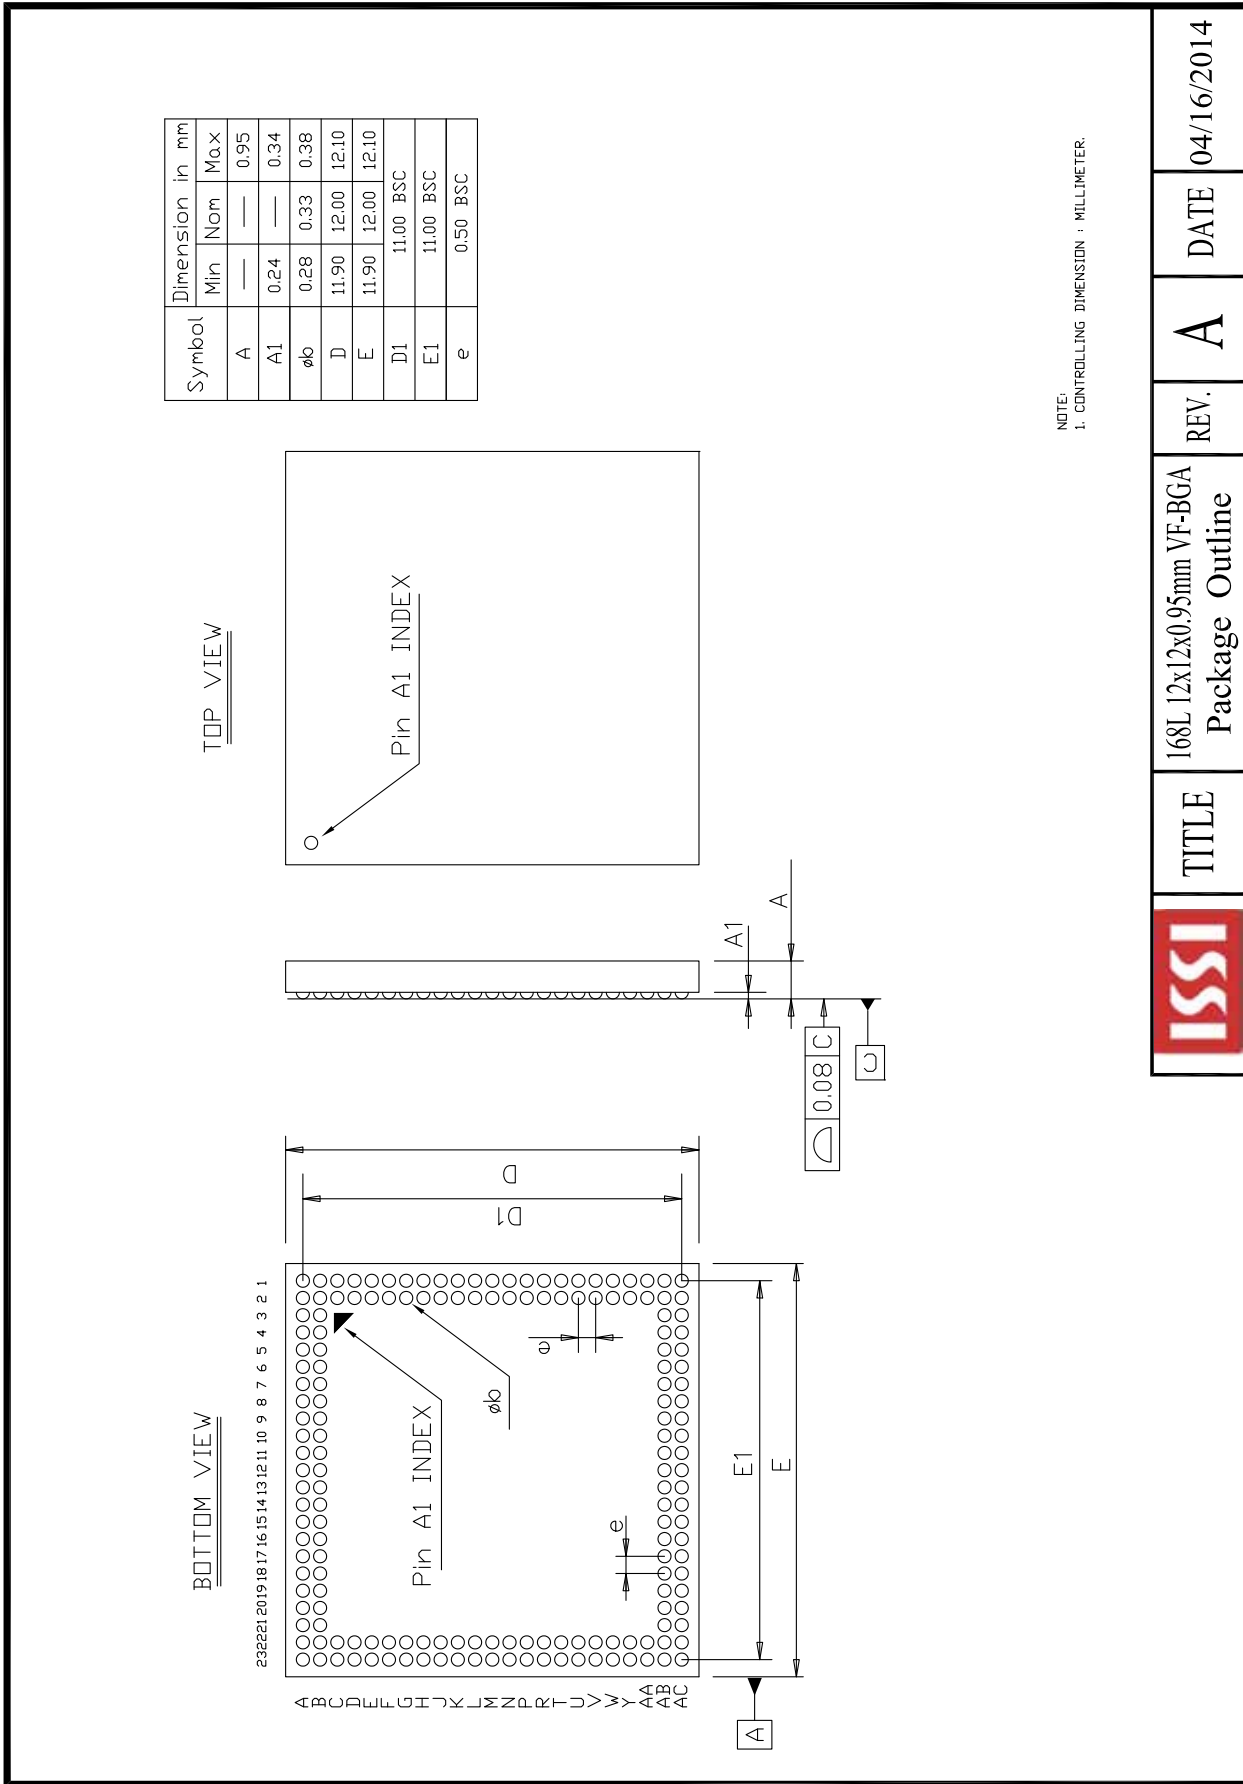 BOTTOM VIEW
23 22 21 20 19 18 17 16 15 14 13 12 11 10 9 8 7 6 5 4 3 2 1
A
B
C
D
E
F
G
H
J
K
L
M
N
P
R
T
U
V
W
Y
AA
AB
AC
Pin A1 INDEX
øb
e
e
E1
E
D
D1
A
TOP VIEW
Pin A1 INDEX
A1
A
0.08 C
C
Symbol Dimension in mm
Min Nom Max
A — — 0.95
A1 0.24 — 0.34
øb 0.28 0.33 0.38
D 11.90 12.00 12.10
E 11.90 12.00 12.10
D1 11.00 BSC
E1 11.00 BSC
e 0.50 BSC
NOTE:
1. CONTROLLING DIMENSION : MILLIMETER.
ISSI
TITLE
168L 12x12x0.95mm VF-BGA
Package Outline
REV.
A
DATE
04/16/2014